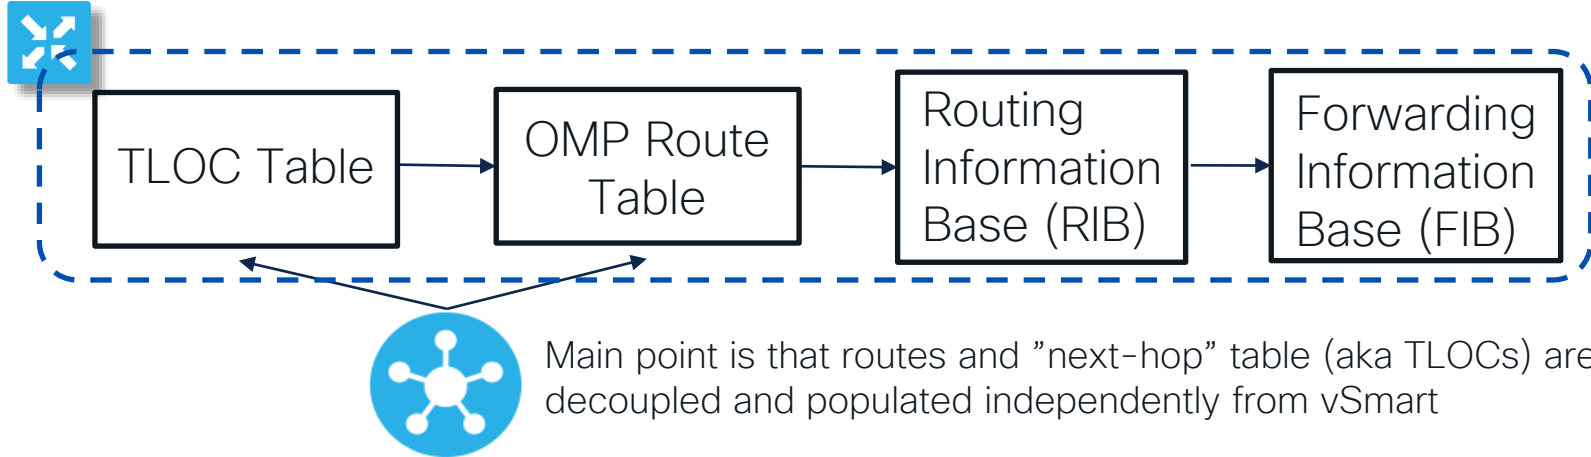 TLOC Table
OMP Route
Table
Routing
Information
Base (RIB)
Forwarding
Information
Base (FIB)
Main point is that routes and ”next-hop” table (aka TLOCs) are
decoupled and populated independently from vSmart